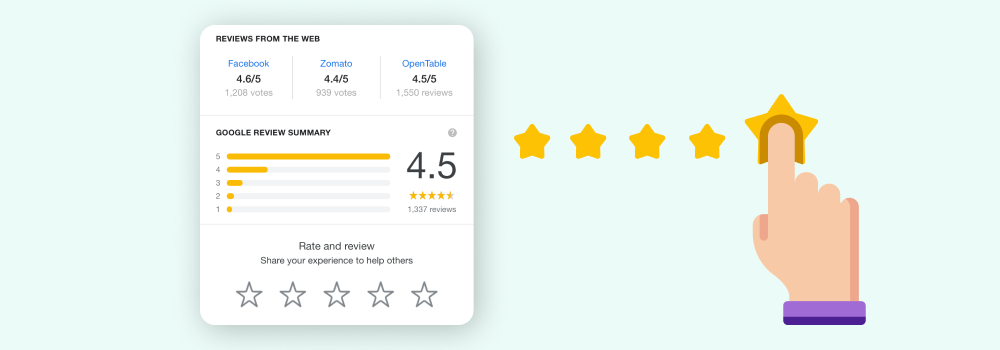 REVIEWS FROM THE WEB
Facebook Zomato OpenTable
4.6/5 4.4/5 4.5/5
1,208 votes 939 votes 1,550 reviews
GOOGLE REVIEW SUMMARY ?
5
4
3
2
1
4.5
1,337 reviews
Rate and review
Share your experience to help others